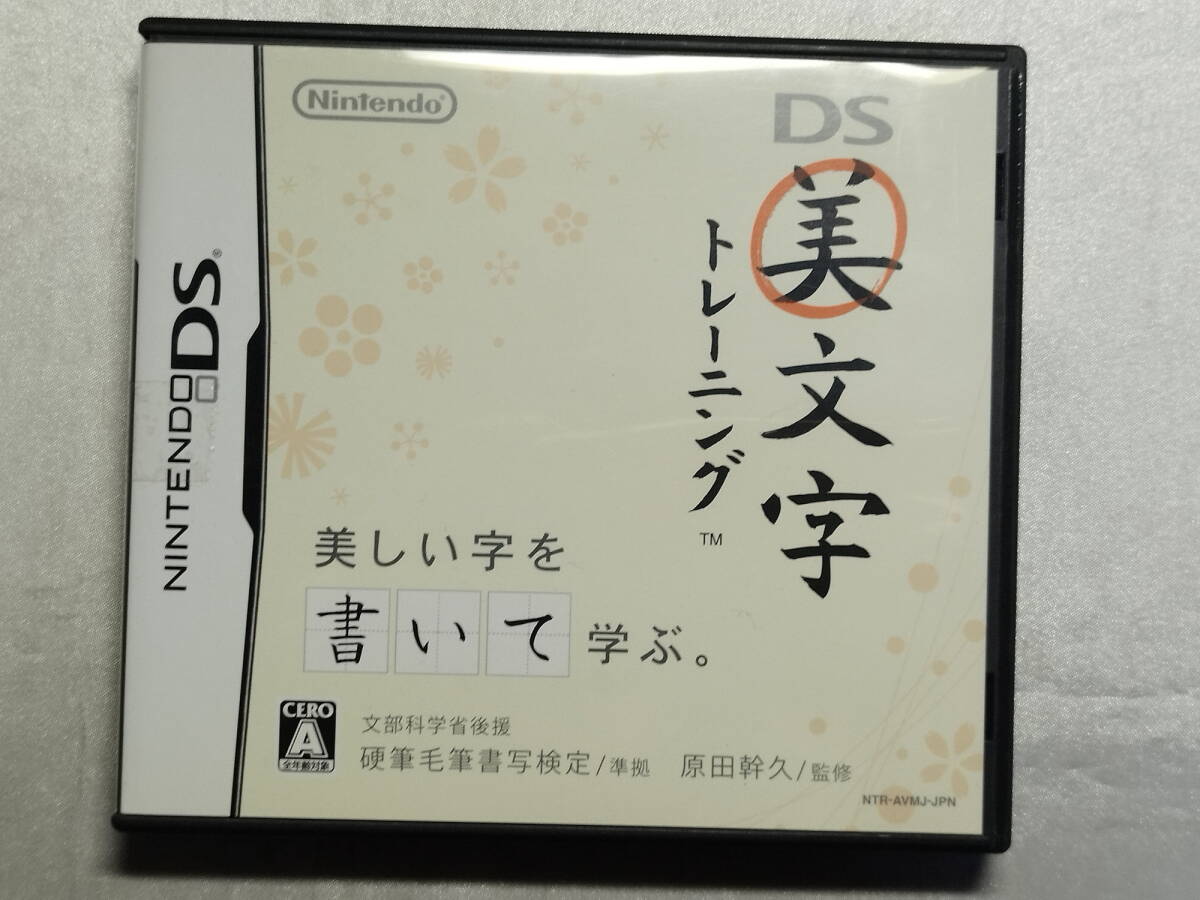 NINTENDO DS®
Nintendo®
DS
美文字
トレーニング™
美しい字を
書いて学ぶ。
CERO
A
全年齢対象
文部科学省後援
硬筆毛筆書写検定/準拠 原田幹久/監修
NTR-AVMJ-JPN